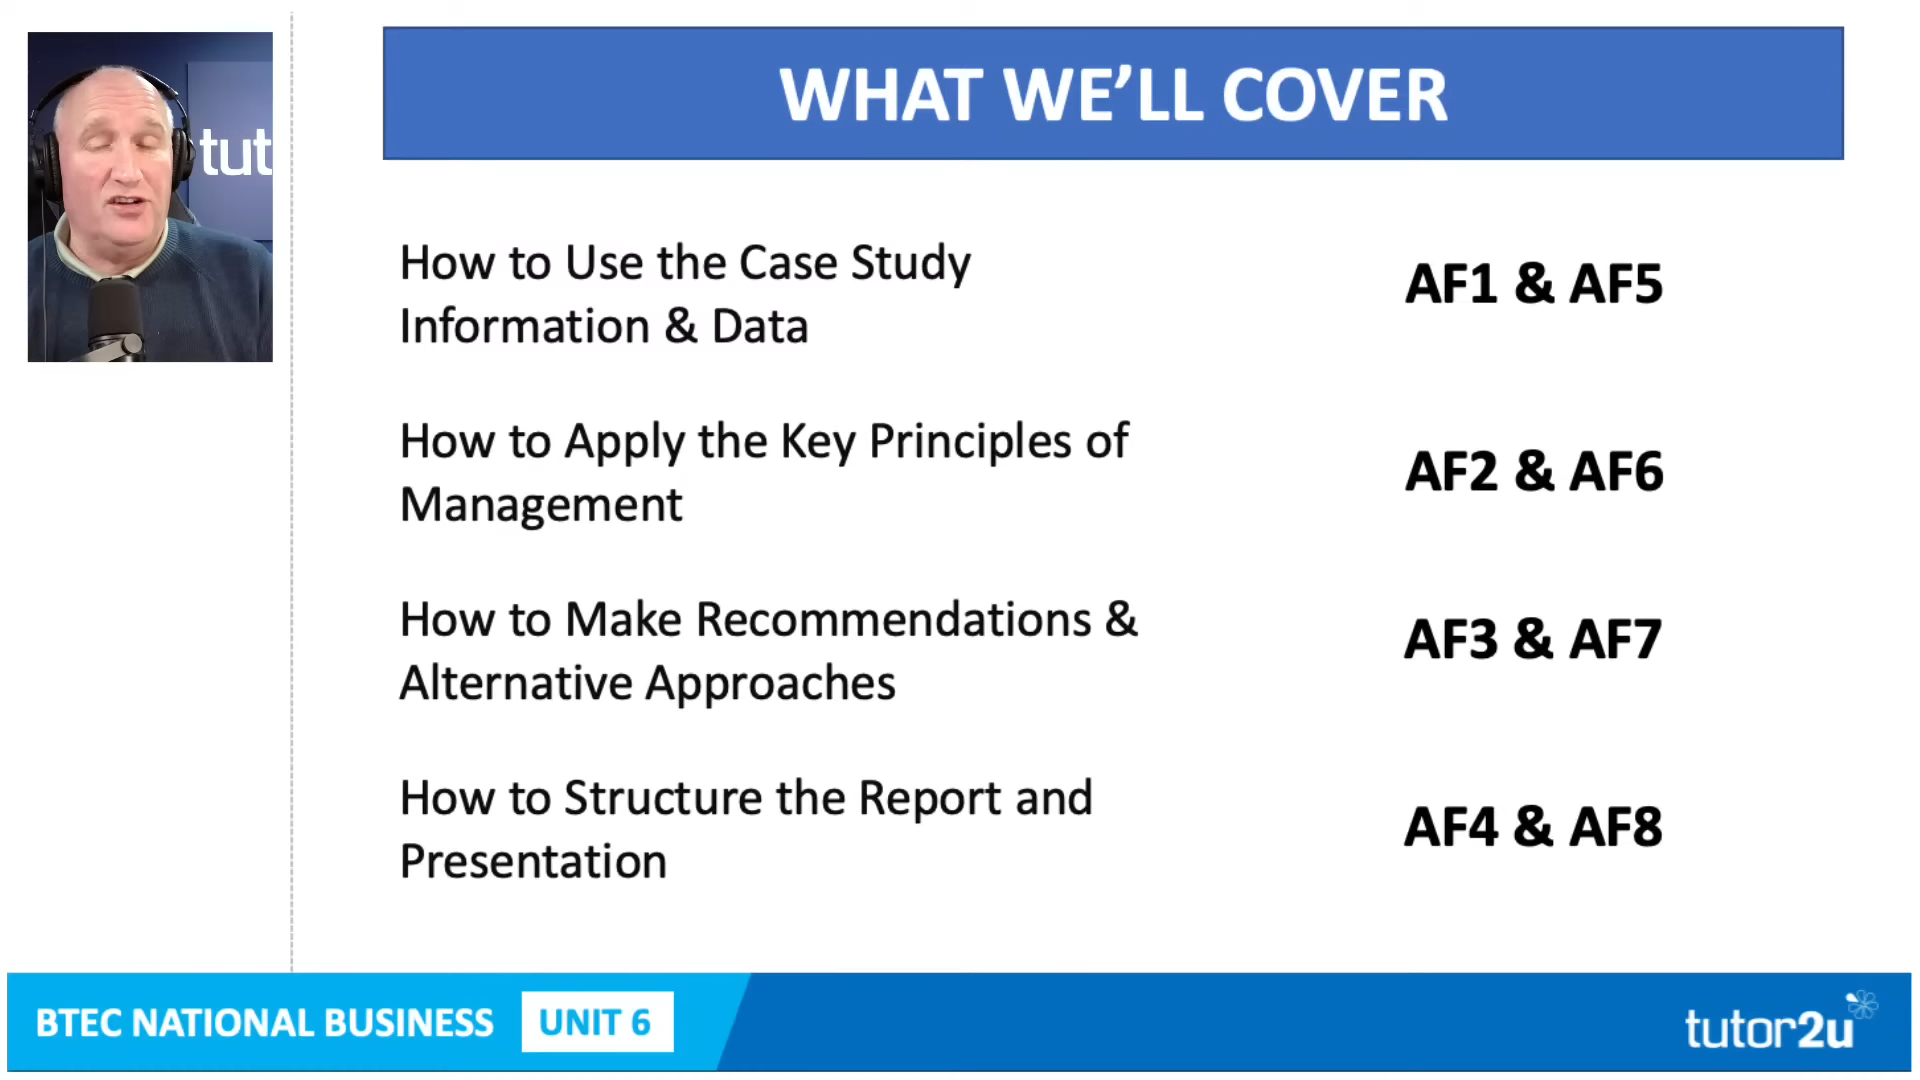 tut
WHAT WE’LL COVER
How to Use the Case Study
Information & Data
AF1 & AF5
How to Apply the Key Principles of
Management
AF2 & AF6
How to Make Recommendations &
Alternative Approaches
AF3 & AF7
How to Structure the Report and
Presentation
AF4 & AF8
BTEC NATIONAL BUSINESS UNIT 6
tutor2u